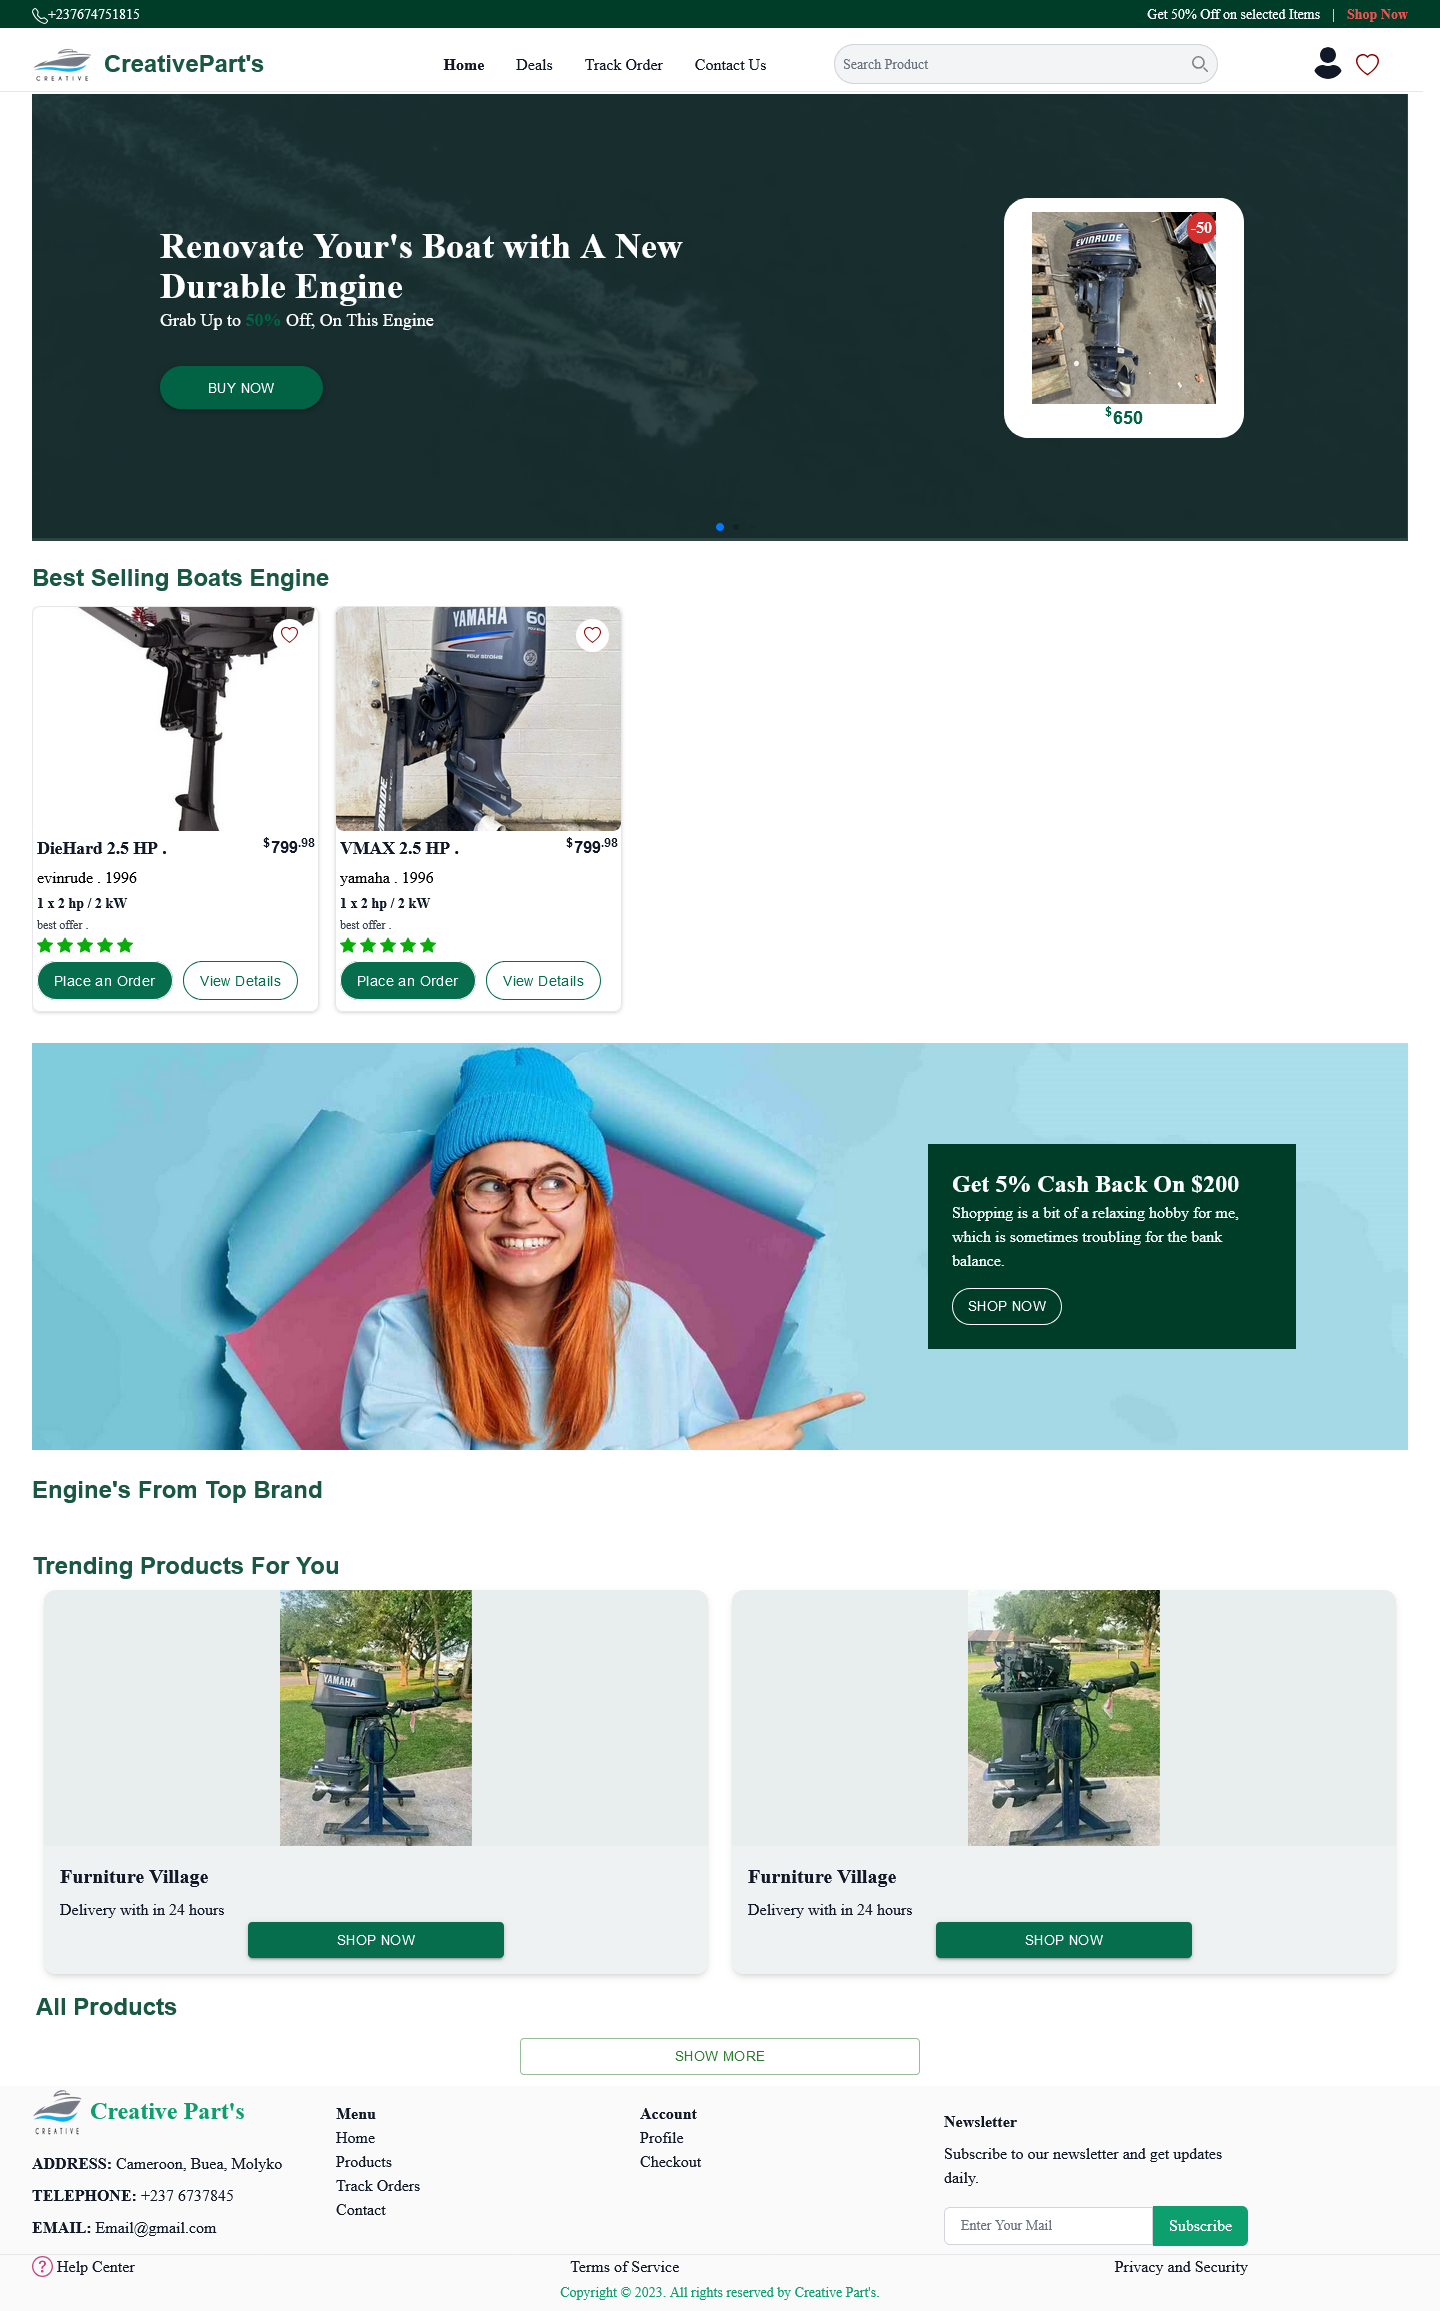 +237674751815
Get 50% Off on selected Items | Shop Now
CREATIVE
CreativePart's
Home
Deals
Track Order
Contact Us
Search Product
Renovate Your's Boat with A New
Durable Engine
Grab Up to 50% Off, On This Engine
BUY NOW
EVINRUDE
-50
$650
Best Selling Boats Engine
DieHard 2.5 HP .
$799.98
evinrude . 1996
1 x 2 hp / 2 kW
best offer .
Place an Order
View Details
YAMAHA
60
FOUR STROKE
VMAX 2.5 HP .
$799.98
yamaha . 1996
1 x 2 hp / 2 kW
best offer .
Place an Order
View Details
Get 5% Cash Back On $200
Shopping is a bit of a relaxing hobby for me,
which is sometimes troubling for the bank
balance.
SHOP NOW
Engine's From Top Brand
Trending Products For You
YAMAHA
Furniture Village
Delivery with in 24 hours
SHOP NOW
Furniture Village
Delivery with in 24 hours
SHOP NOW
All Products
SHOW MORE
CREATIVE
Creative Part's
ADDRESS: Cameroon, Buea, Molyko
TELEPHONE: +237 6737845
EMAIL: Email@gmail.com
Menu
Home
Products
Track Orders
Contact
Account
Profile
Checkout
Newsletter
Subscribe to our newsletter and get updates
daily.
Enter Your Mail
Subscribe
Help Center
Terms of Service
Privacy and Security
Copyright © 2023. All rights reserved by Creative Part's.